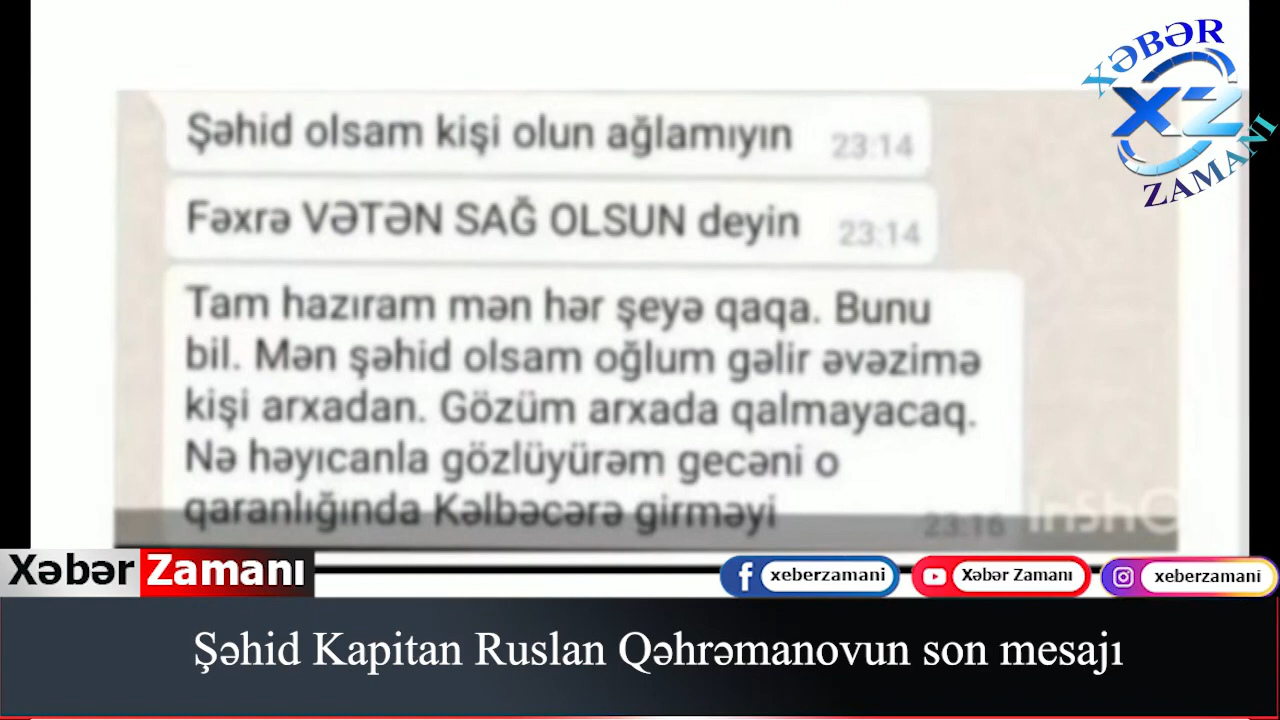 XƏBƏR
XZ
ZAMANI
Şəhid olsam kişi olun ağlamıyın 23:14
Fəxrə VƏTƏN SAĞ OLSUN deyin 23:14
Tam hazıram mən hər şeyə qaqa. Bunu
bil. Mən şəhid olsam oğlum gəlir əvəzimə
kişi arxadan. Gözüm arxada qalmayacaq.
Nə həyıcanla gözlüyürəm gecəni o
qaranlığında Kəlbəcərə girməyi 23:16
InShO
Xəbər Zamanı
xeberzamani
Xəbər Zamanı
xeberzamani
Şəhid Kapitan Ruslan Qəhrəmanovun son mesajı